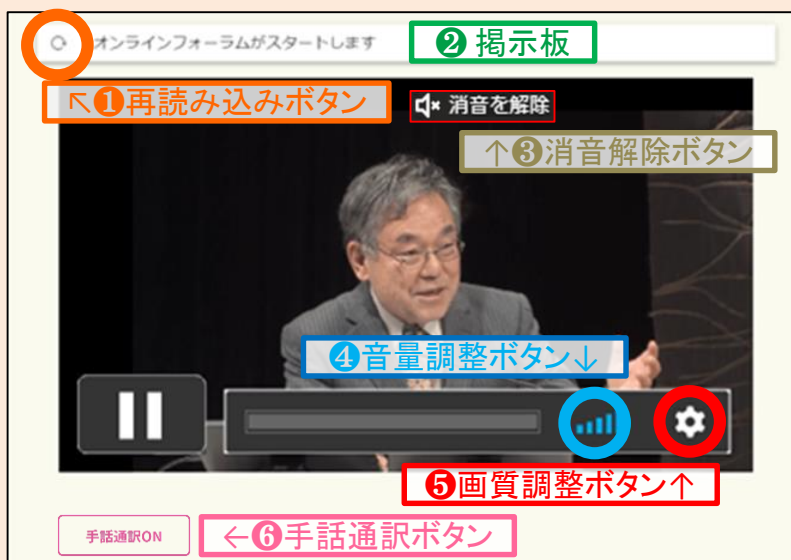 オンラインフォーラムがスタートします
❷掲示板
↖❶再読み込みボタン
消音を解除
↑❸消音解除ボタン
❹音量調整ボタン↓
❺画質調整ボタン↑
手話通訳ON
←❻手話通訳ボタン